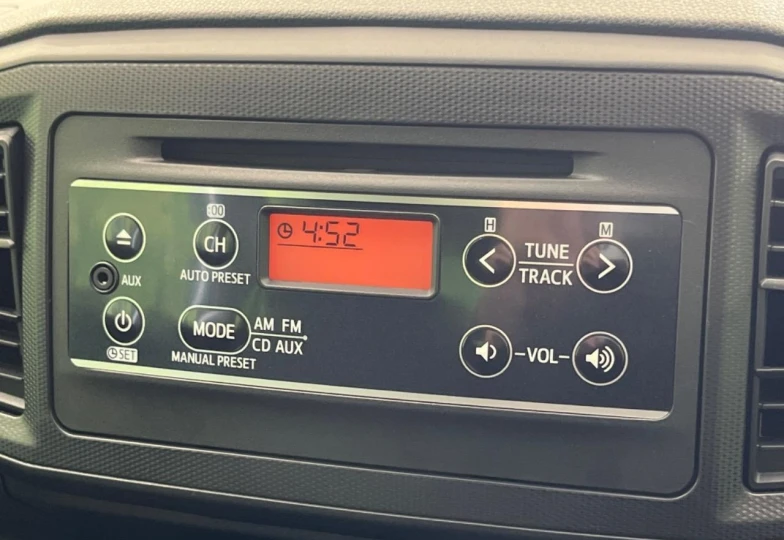 :00
CH
AUTO PRESET
AUX
SET
MODE
AM FM
CD AUX
MANUAL PRESET
4:52
H
M
TUNE
TRACK
-VOL-